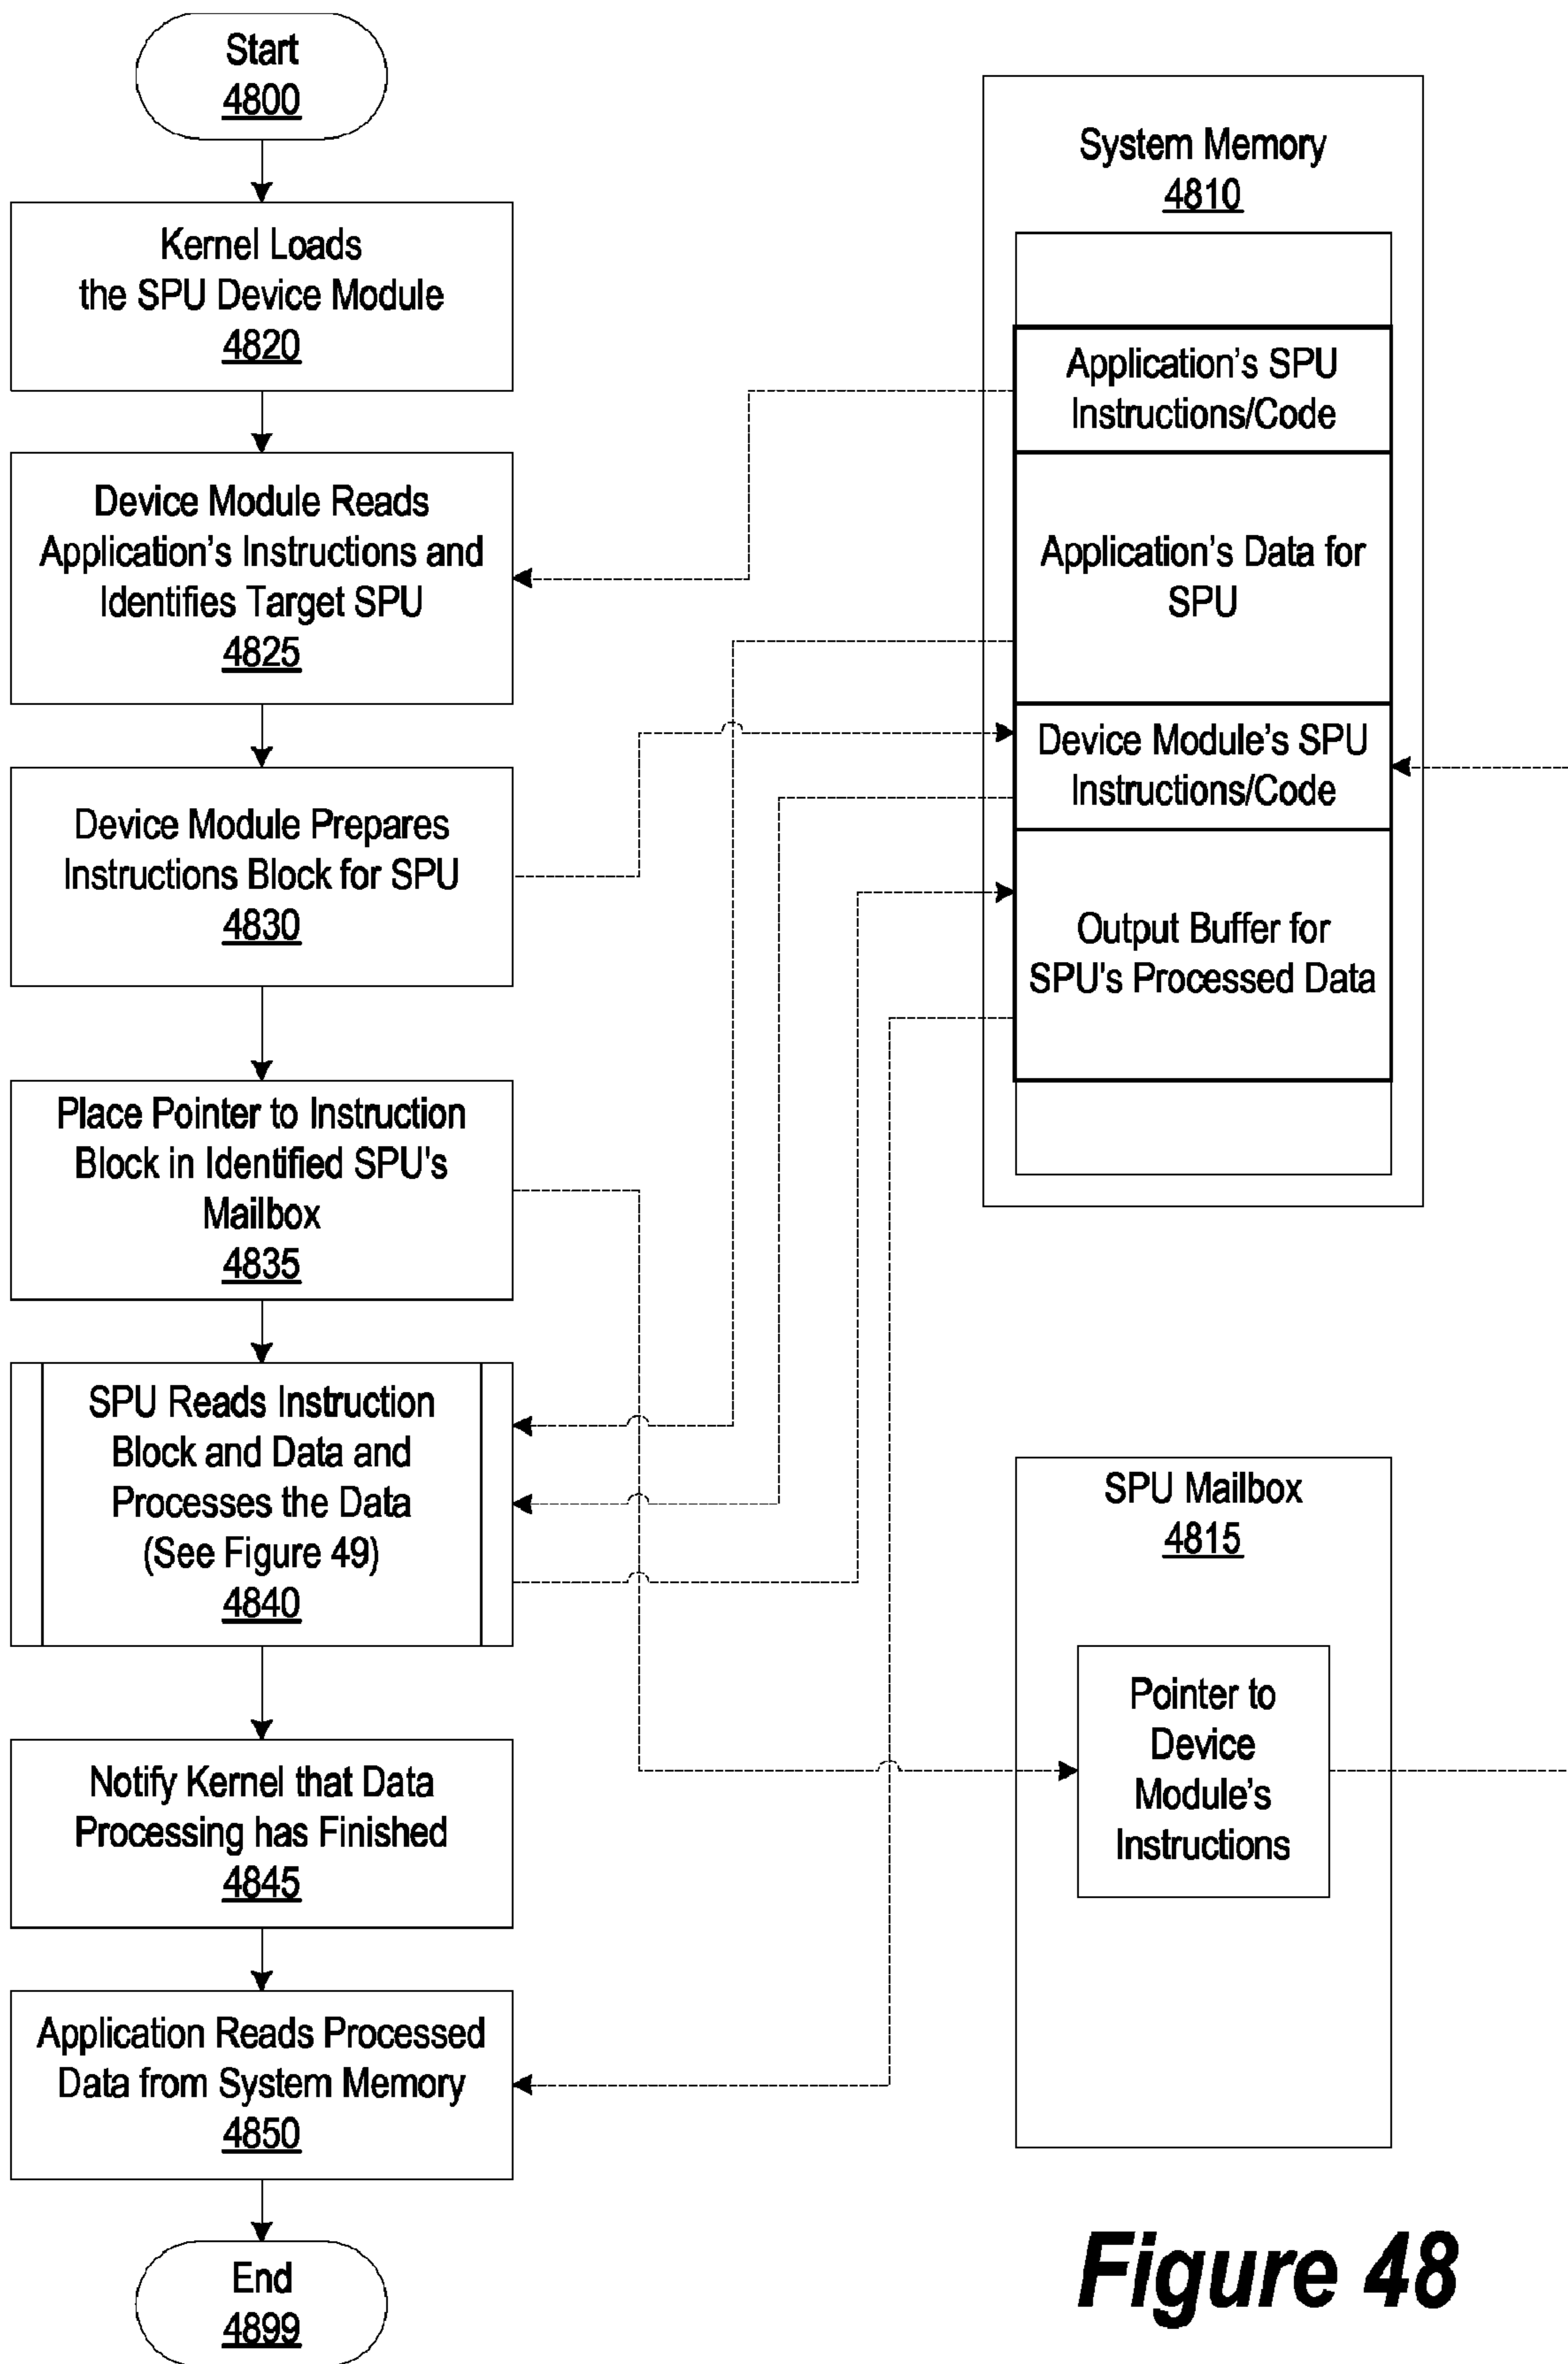 Start
4800
Kernel Loads
the SPU Device Module
4820
Device Module Reads
Application's Instructions and
Identifies Target SPU
4825
Device Module Prepares
Instructions Block for SPU
4830
Place Pointer to Instruction
Block in Identified SPU's
Mailbox
4835
SPU Reads Instruction
Block and Data and
Processes the Data
(See Figure 49)
4840
Notify Kernel that Data
Processing has Finished
4845
Application Reads Processed
Data from System Memory
4850
End
4899
System Memory
4810
Application's SPU
Instructions/Code
Application's Data for
SPU
Device Module's SPU
Instructions/Code
Output Buffer for
SPU's Processed Data
SPU Mailbox
4815
Pointer to
Device
Module's
Instructions
Figure 48